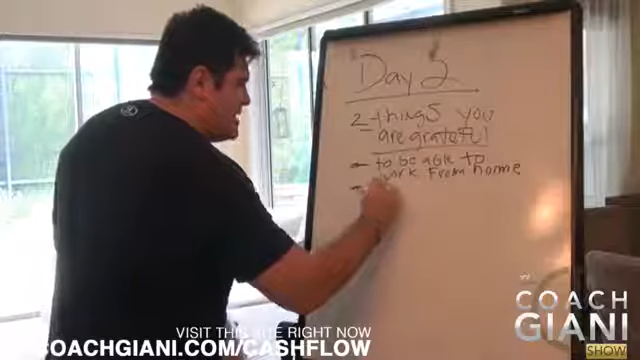 Day 2
2 things you
are grateful
- to be able to
work from home
-
VISIT THIS SITE RIGHT NOW
COACHGIANI.COM/CASHFLOW
THE
COACH
GIANI
SHOW